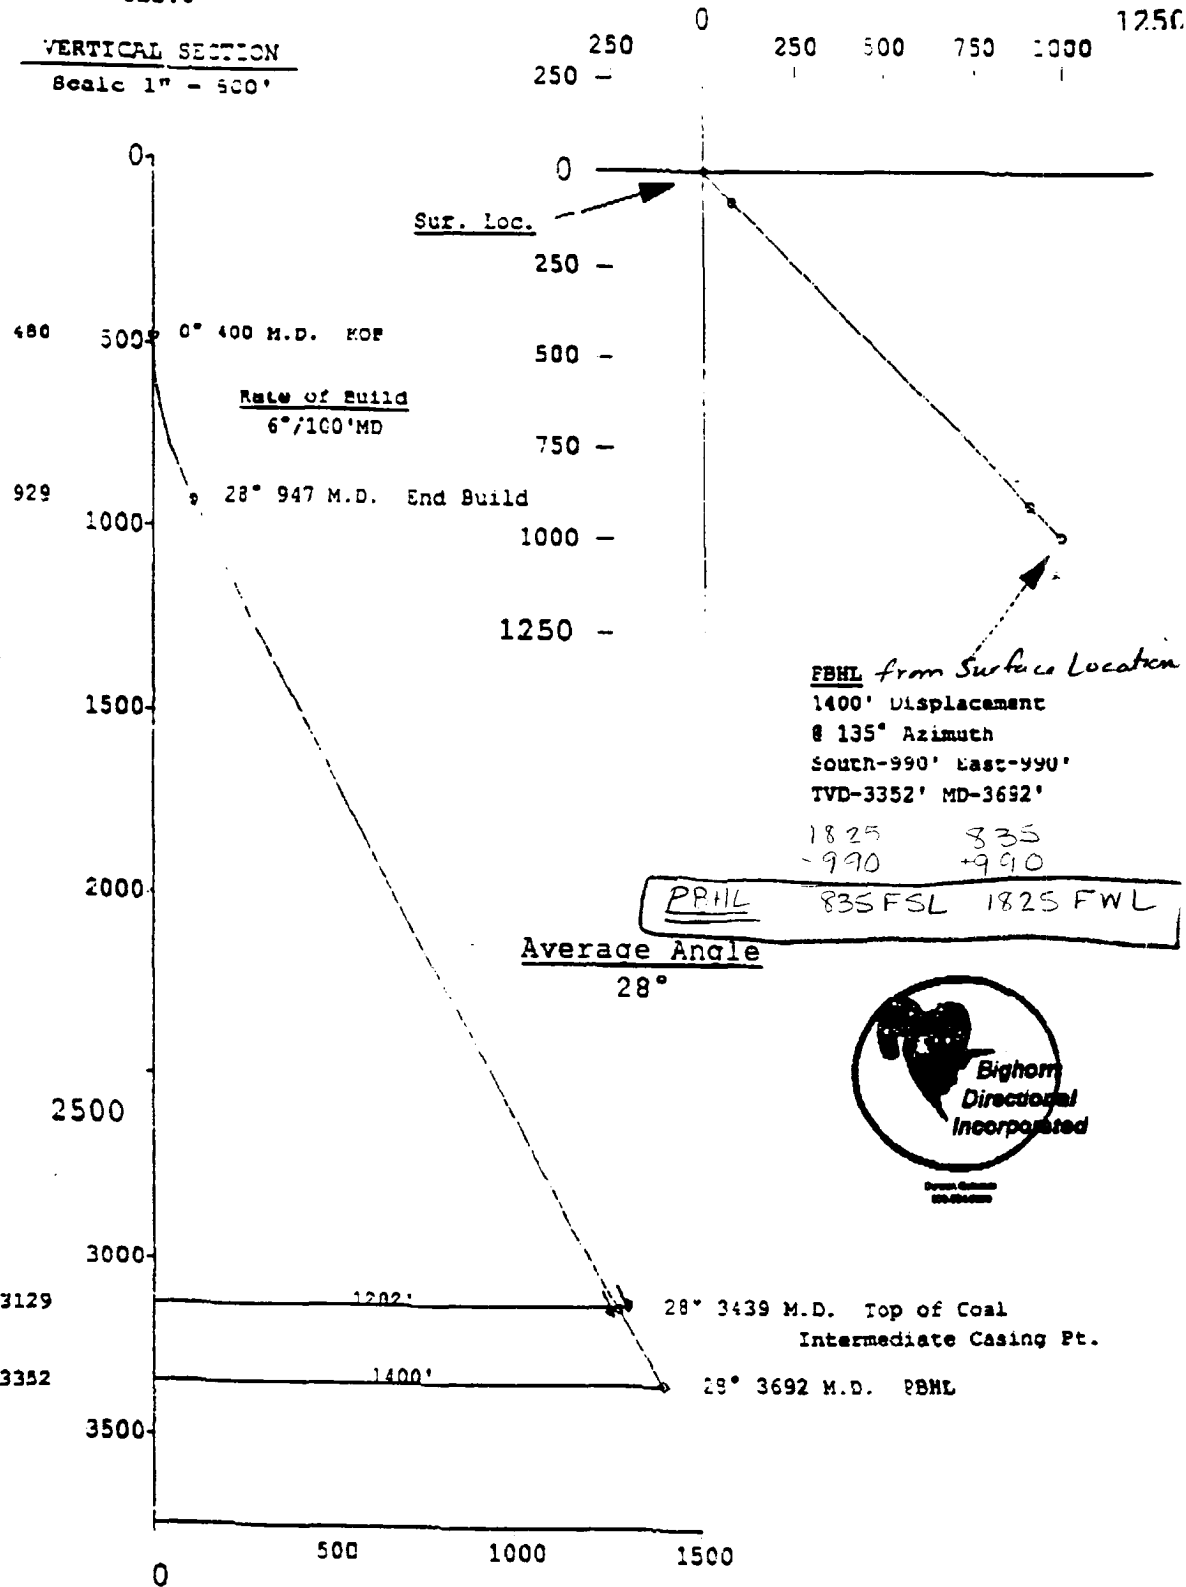 VERTICAL SECTION
Scale 1" - 500'
0
250 250 500 750 1000
1250
250
0
250
500
750
1000
1250
Sur. Loc.
0
500
1000
1500
2000
2500
3000
3500
480
0° 400 M.D. KOP
Rate of Build
6°/100'MD
929
28° 947 M.D. End Build
PBHL from Surface Location
1400' Displacement
@ 135° Azimuth
South-990' East-990'
TVD-3352' MD-3692'
1825 835
-990 +990
PBHL 835 FSL 1825 FWL
Average Angle
28°
Bighorn
Directional
Incorporated
3129
1282'
28° 3439 M.D. Top of Coal
Intermediate Casing Pt.
3352
1400'
28° 3692 M.D. PBHL
0
500 1000 1500